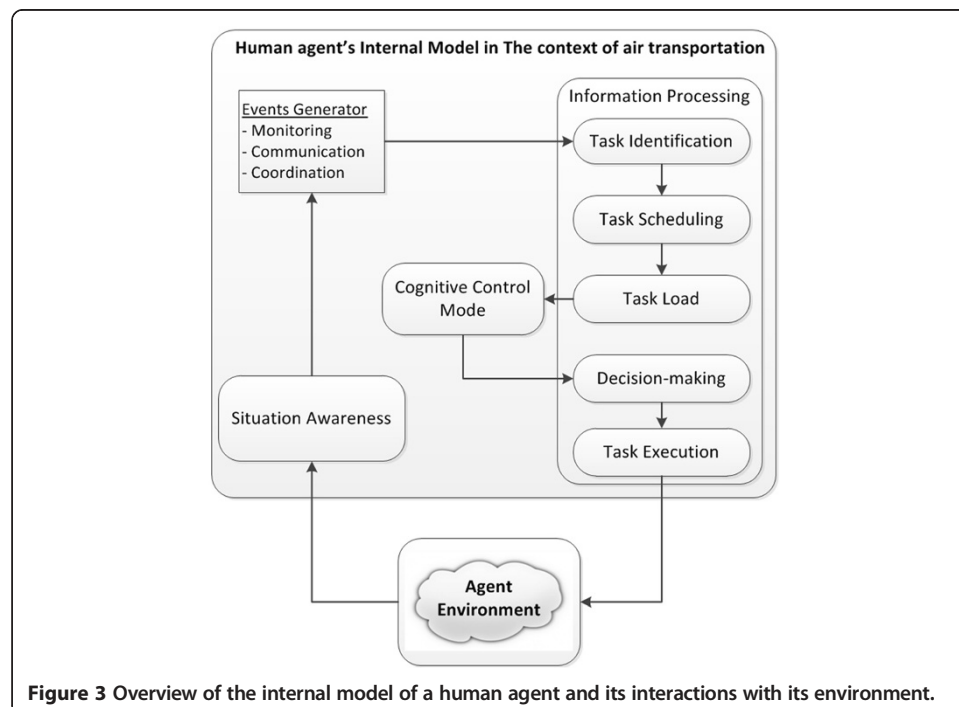 Human agent's Internal Model in The context of air transportation
Events Generator
- Monitoring
- Communication
- Coordination
Information Processing
Task Identification
Task Scheduling
Task Load
Cognitive Control
Mode
Decision-making
Task Execution
Situation Awareness
Agent
Environment
Figure 3 Overview of the internal model of a human agent and its interactions with its environment.